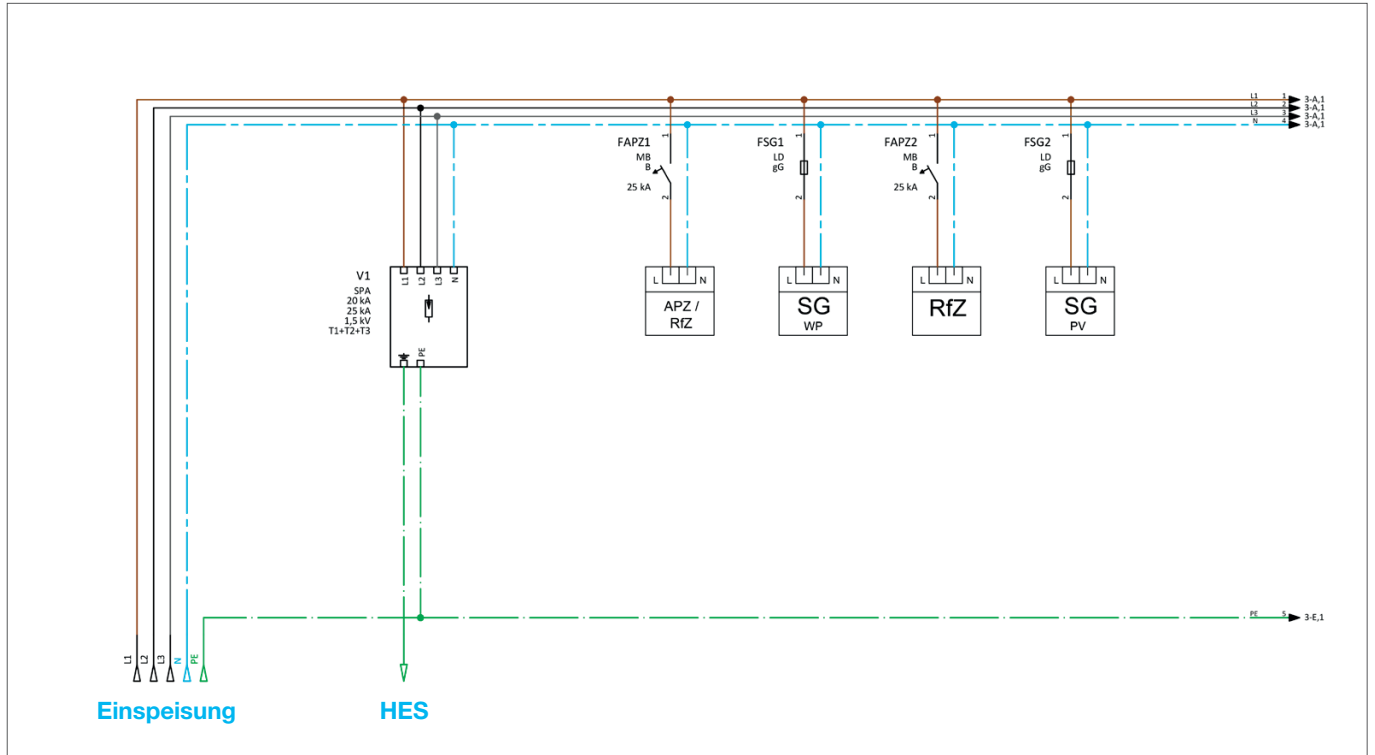 L1 1 3-A,1
L2 2 3-A,1
L3 3 3-A,1
N 4 3-A,1
FAPZ1
MB
B
25 kA
1
2
FSG1
LD
gG
1
2
FAPZ2
MB
B
25 kA
1
2
FSG2
LD
gG
1
2
V1
SPA
20 kA
25 kA
1,5 kV
T1+T2+T3
L1
L2
L3
N
PE
L N
APZ /
RfZ
L N
SG
WP
L N
RfZ
L N
SG
PV
PE 5 3-E,1
L1
L2
L3
N
PE
Einspeisung
HES